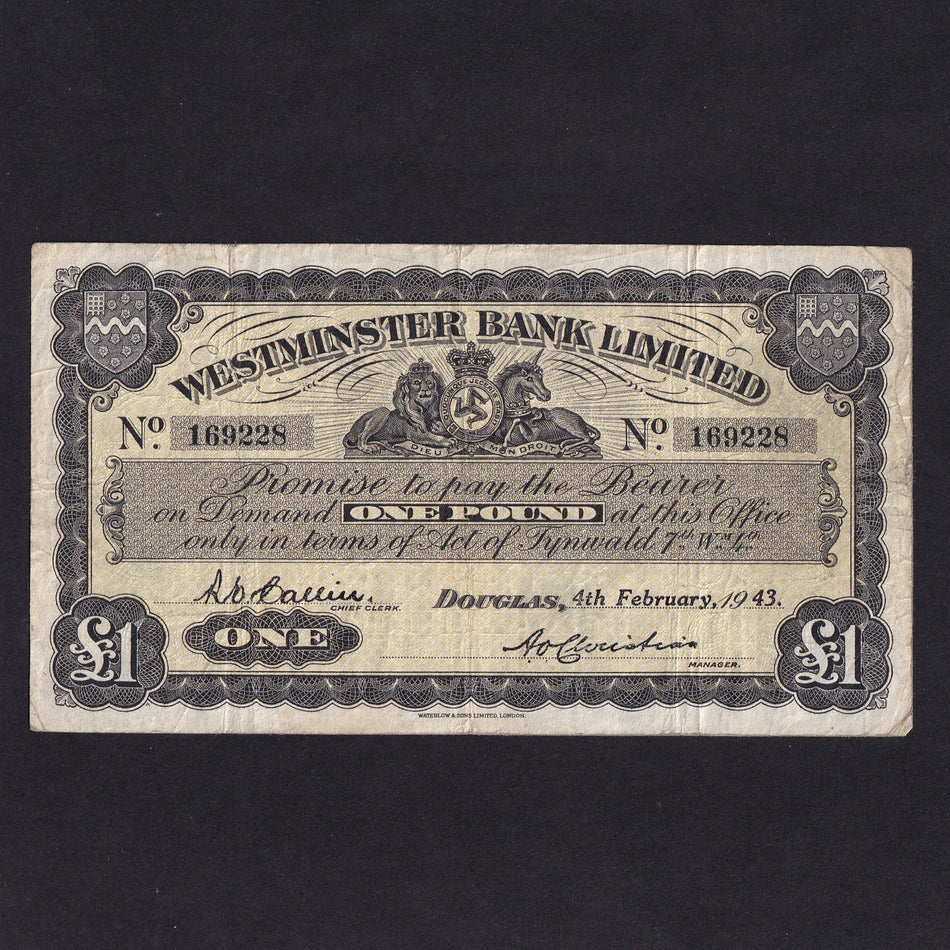 WESTMINSTER BANK LIMITED
DIEU ET MON DROIT
No. 169228 No. 169228
Promise to pay the Bearer
on Demand ONE POUND at this Office
only in terms of Act of Tynwald 7th Wm. 4th
CHIEF CLERK.
DOUGLAS, 4th February, 1943.
£1 ONE £1
MANAGER.
WATERLOW & SONS LIMITED, LONDON.